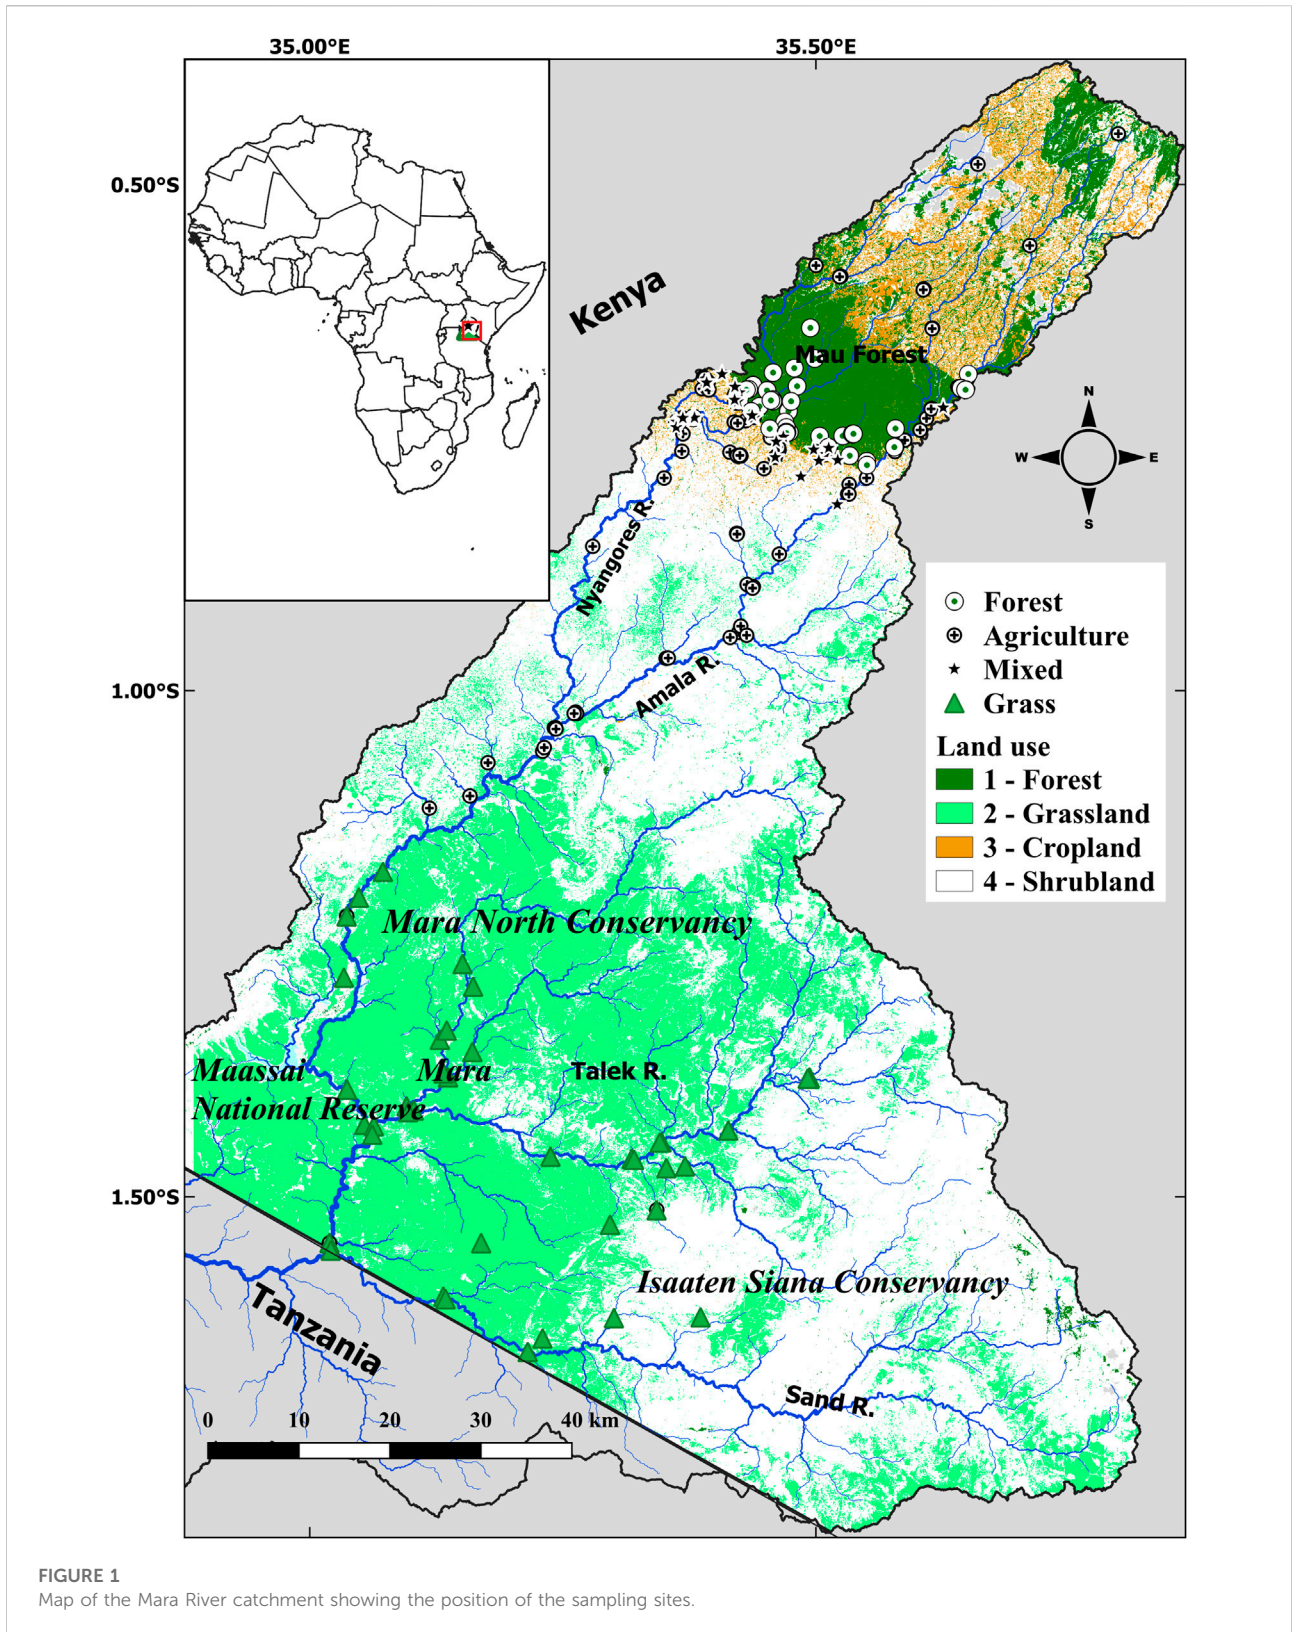 35.00°E
35.50°E
0.50°S
Kenya
Mau Forest
N
W
E
S
Nyangores R.
Forest
Agriculture
Mixed
Grass
Land use
1 - Forest
2 - Grassland
3 - Cropland
4 - Shrubland
1.00°S
Amala R.
Mara North Conservancy
Maassai Mara
National Reserve
Talek R.
1.50°S
Isaaten Siana Conservancy
Tanzania
Sand R.
0 10 20 30 40 km
FIGURE 1
Map of the Mara River catchment showing the position of the sampling sites.